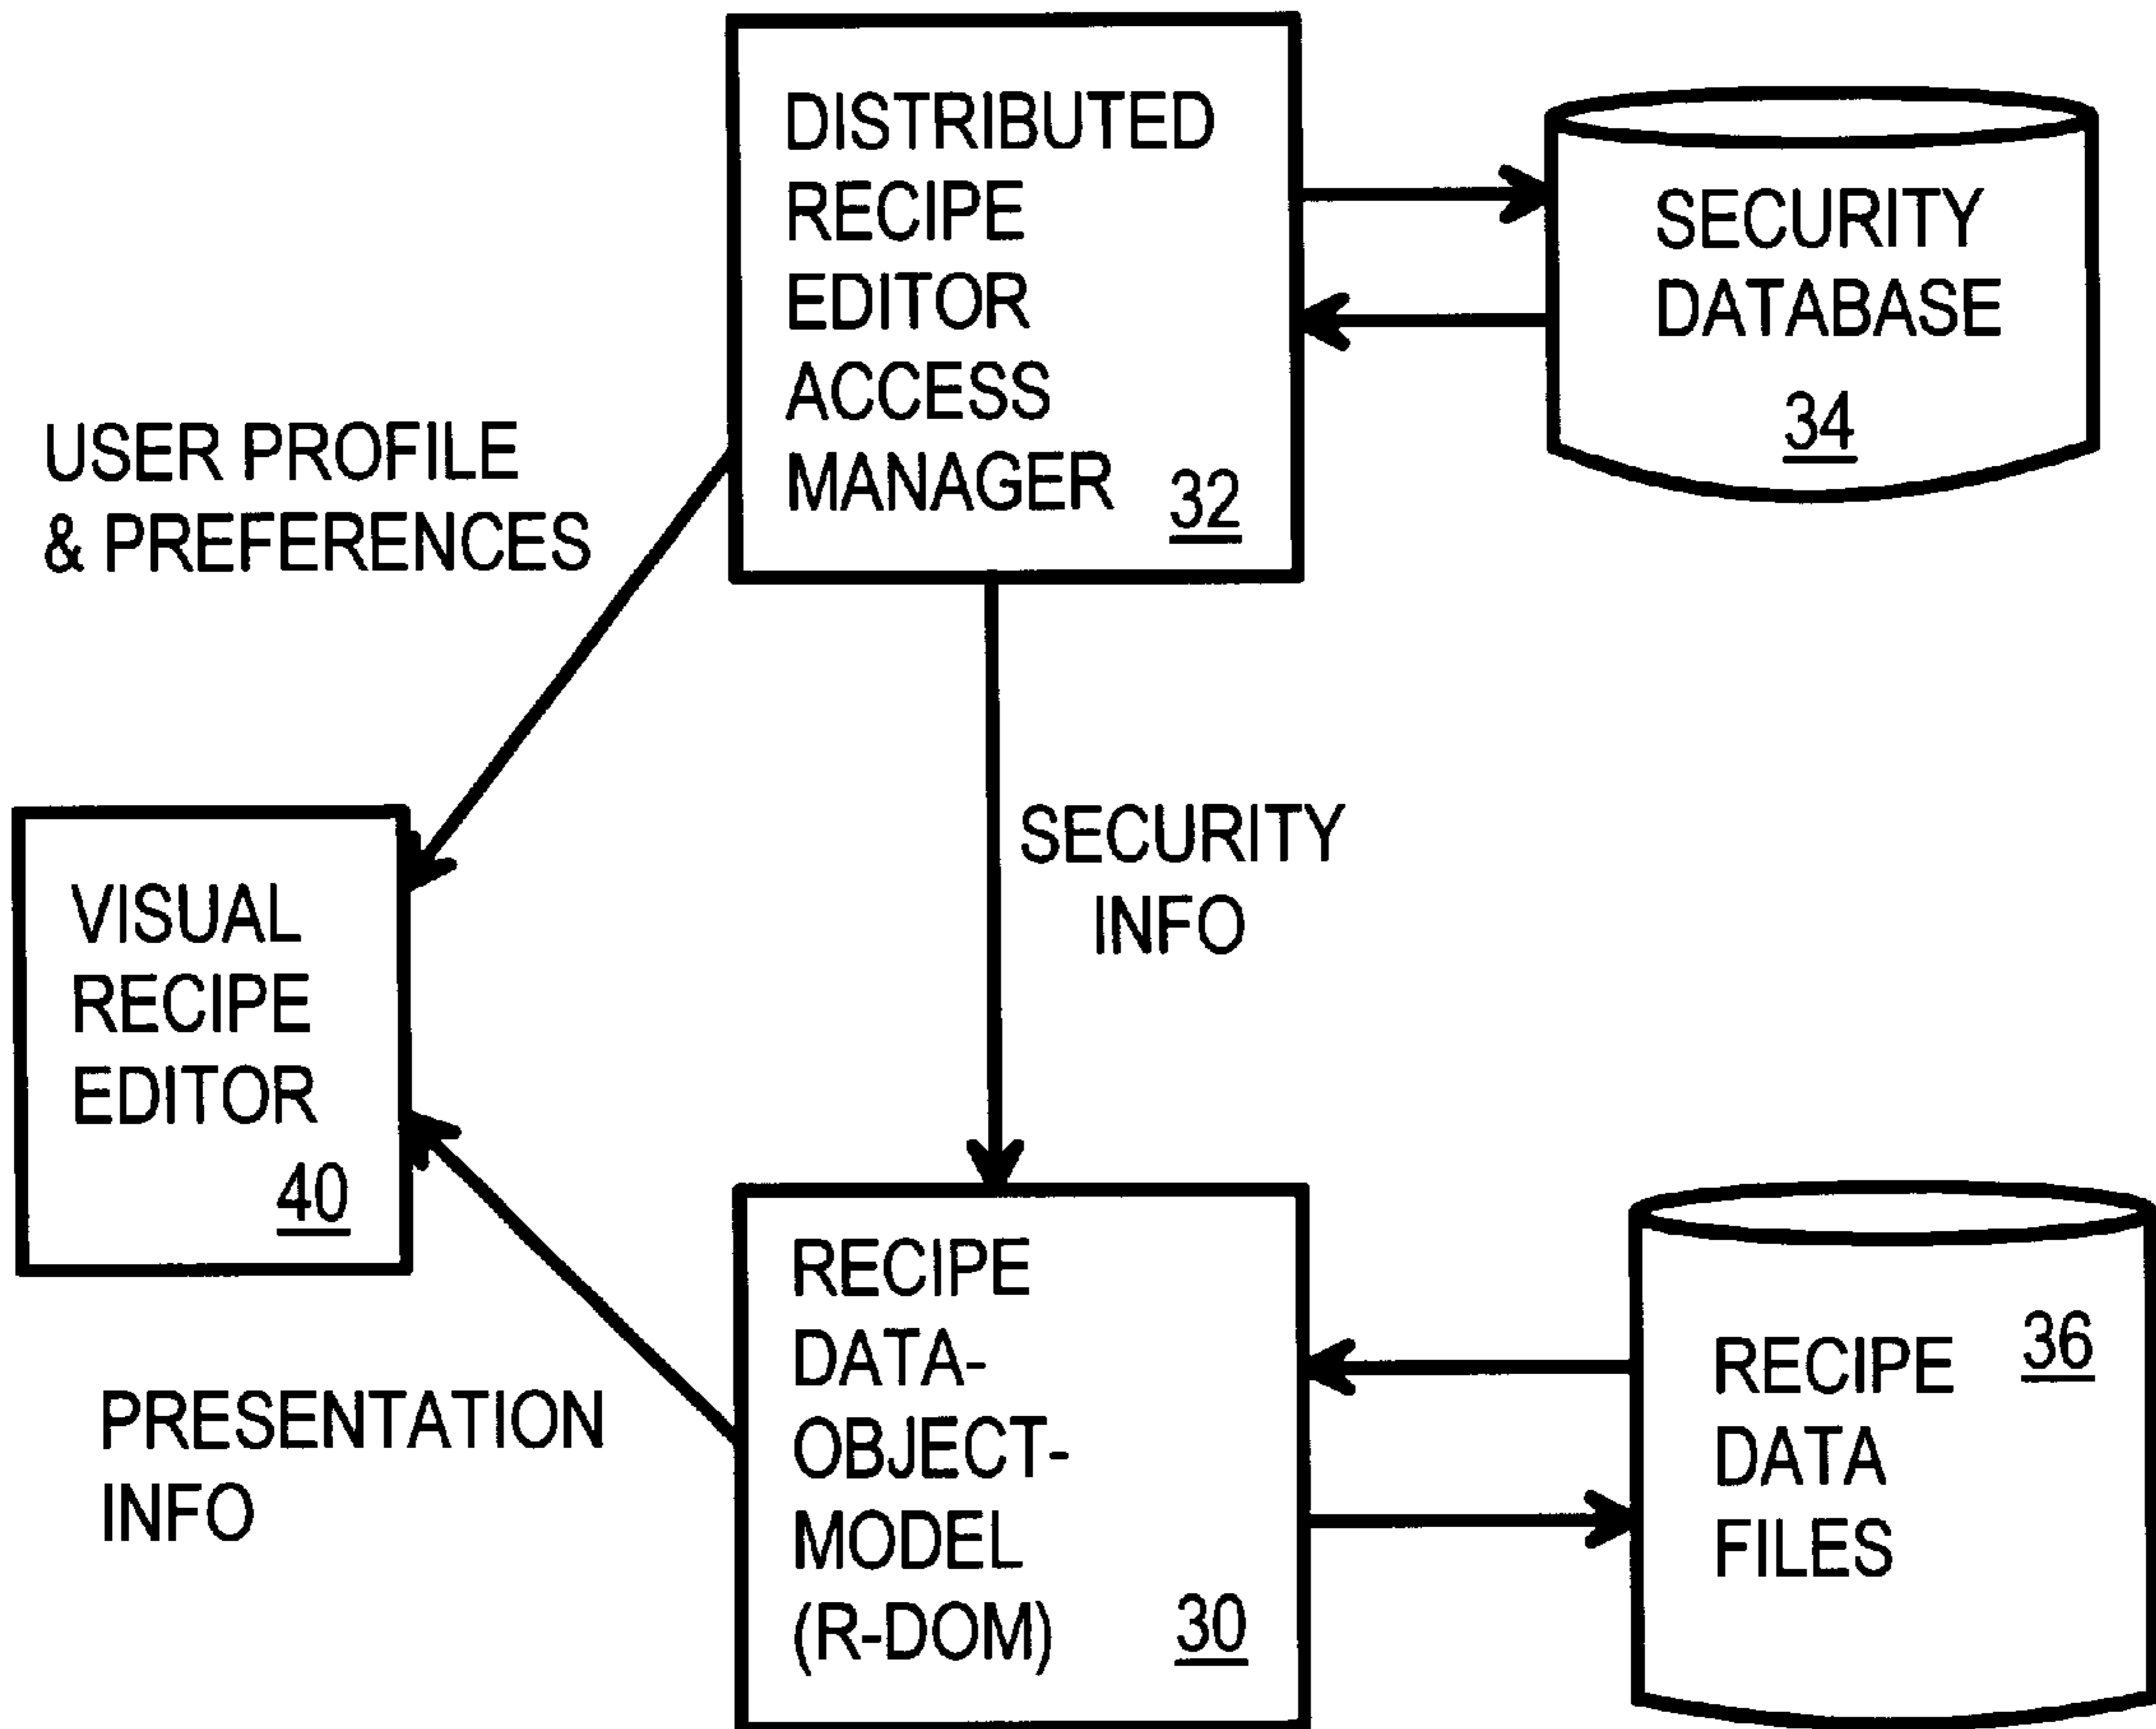 DISTRIBUTED
RECIPE
EDITOR
ACCESS
MANAGER 32
SECURITY
DATABASE
34
USER PROFILE
& PREFERENCES
SECURITY
INFO
VISUAL
RECIPE
EDITOR
40
PRESENTATION
INFO
RECIPE
DATA-
OBJECT-
MODEL
(R-DOM) 30
RECIPE 36
DATA
FILES